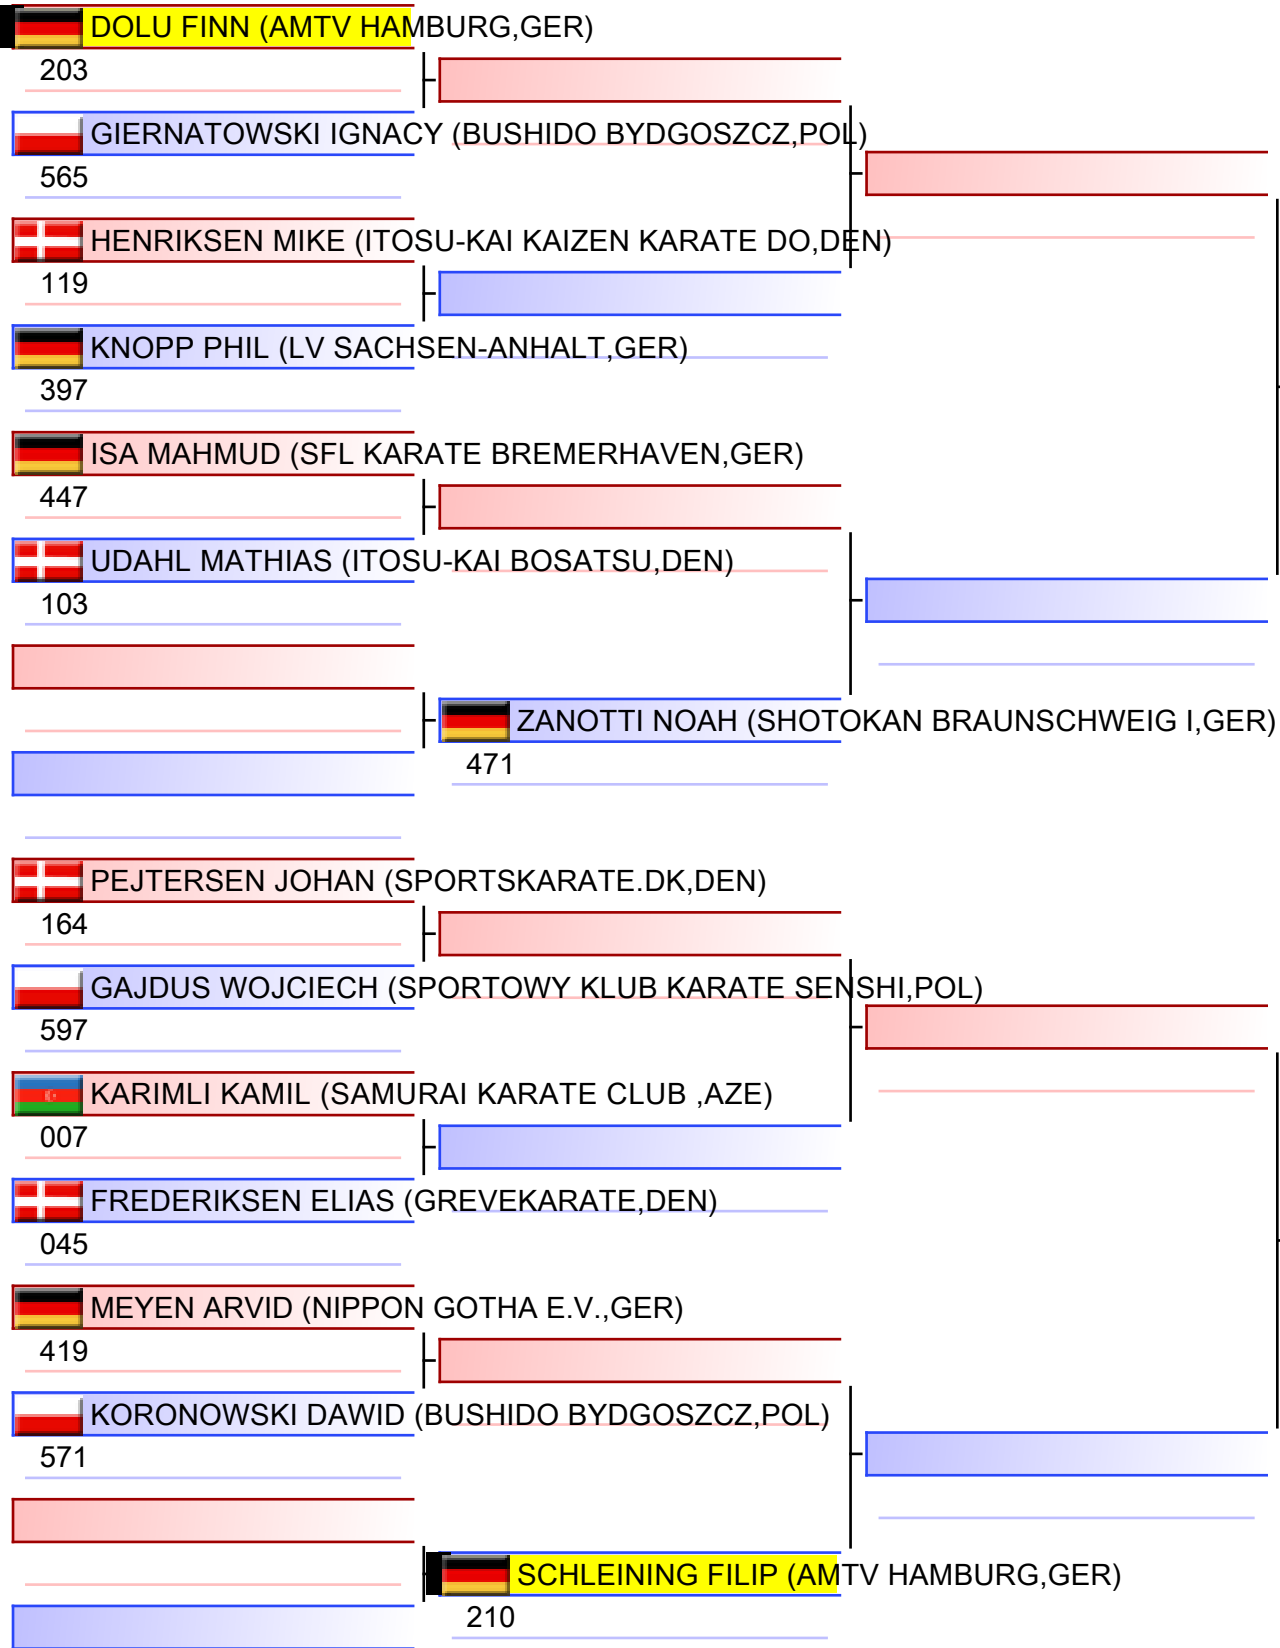 DOLU FINN (AMTV HAMBURG,GER)
203
GIERNATOWSKI IGNACY (BUSHIDO BYDGOSZCZ,POL)
565
HENRIKSEN MIKE (ITOSU-KAI KAIZEN KARATE DO,DEN)
119
KNOPP PHIL (LV SACHSEN-ANHALT,GER)
397
ISA MAHMUD (SFL KARATE BREMERHAVEN,GER)
447
UDAHL MATHIAS (ITOSU-KAI BOSATSU,DEN)
103
ZANOTTI NOAH (SHOTOKAN BRAUNSCHWEIG I,GER)
471
PEJTERSEN JOHAN (SPORTSKARATE.DK,DEN)
164
GAJDUS WOJCIECH (SPORTOWY KLUB KARATE SENSHI,POL)
597
KARIMLI KAMIL (SAMURAI KARATE CLUB ,AZE)
007
FREDERIKSEN ELIAS (GREVEKARATE,DEN)
045
MEYEN ARVID (NIPPON GOTHA E.V.,GER)
419
KORONOWSKI DAWID (BUSHIDO BYDGOSZCZ,POL)
571
SCHLEINING FILIP (AMTV HAMBURG,GER)
210